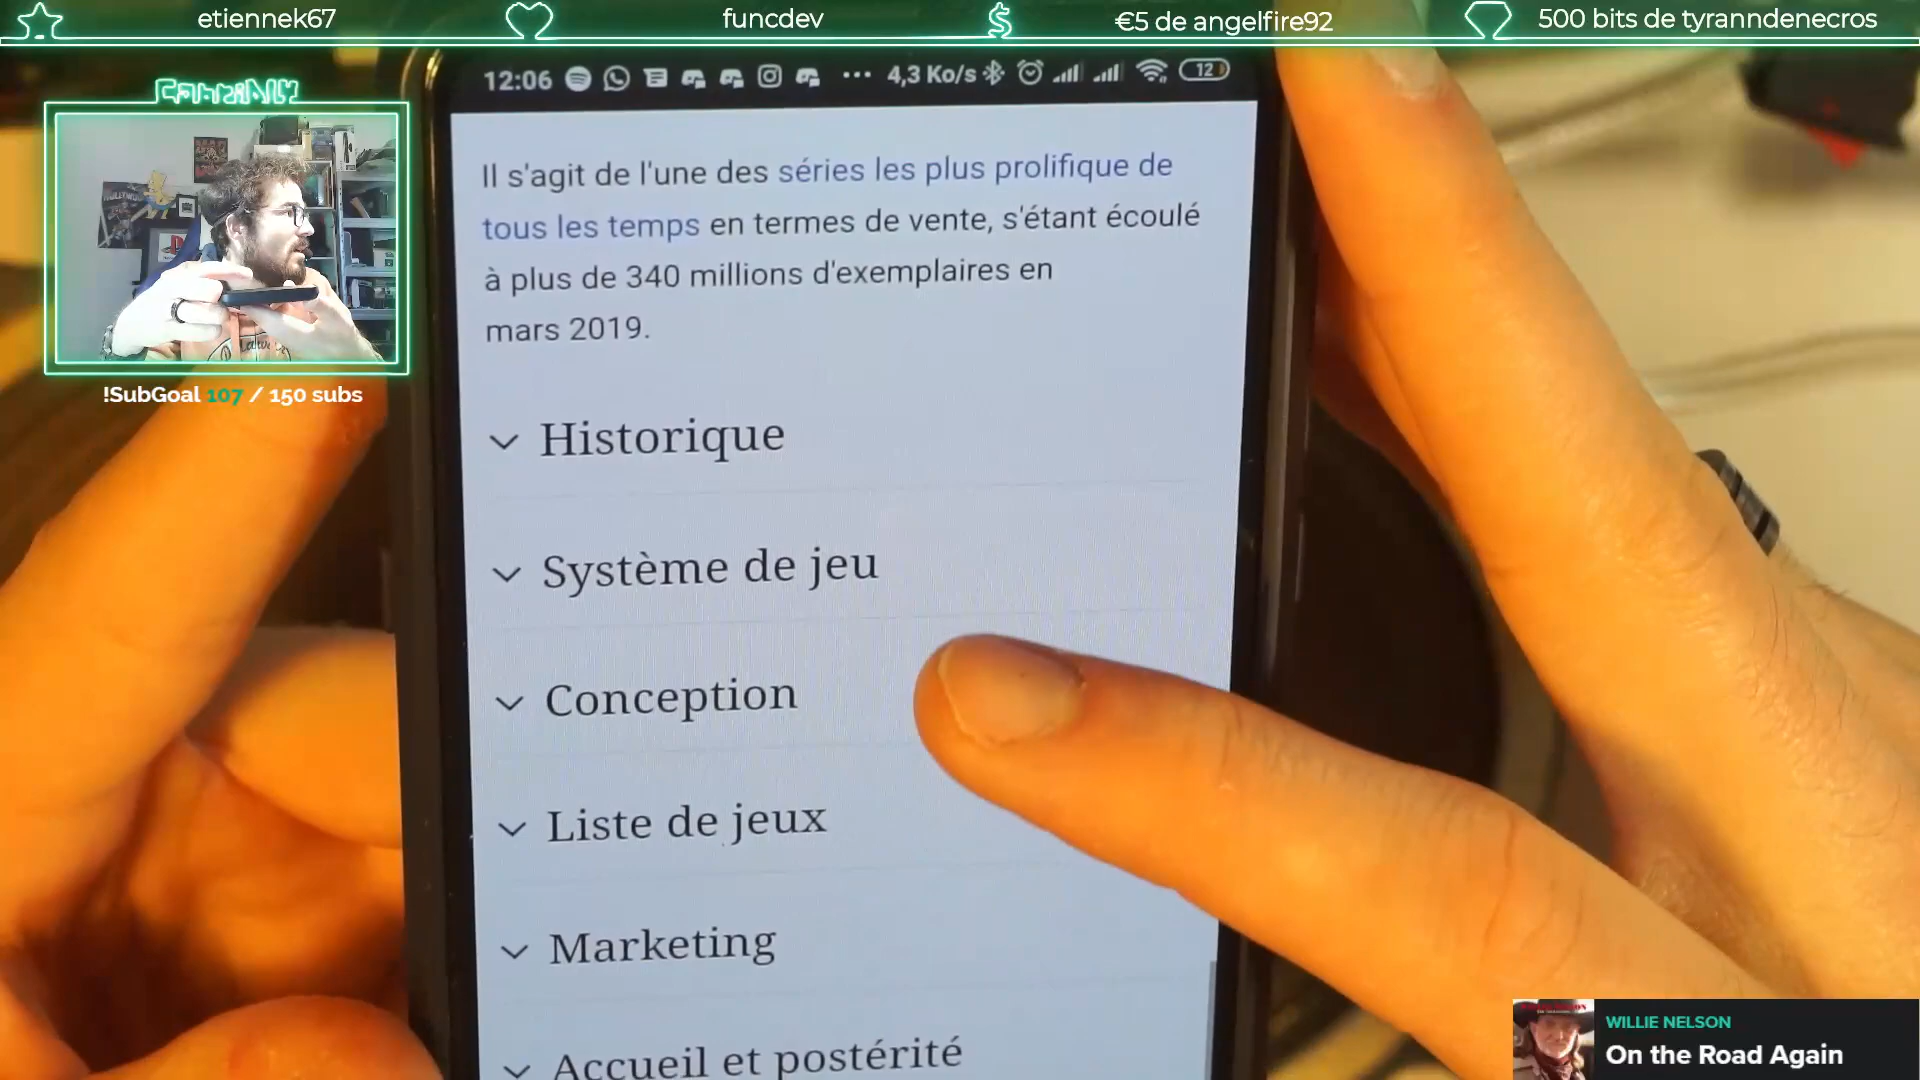 etiennek67
funcdev
€5 de angelfire92
500 bits de tyranndenecros
12:06
4,3 Ko/s
12
!SubGoal 107 / 150 subs
Il s'agit de l'une des séries les plus prolifique de
tous les temps en termes de vente, s'étant écoulé
à plus de 340 millions d'exemplaires en
mars 2019.
Historique
Système de jeu
Conception
Liste de jeux
Marketing
Accueil et postérité
WILLIE NELSON
On the Road Again